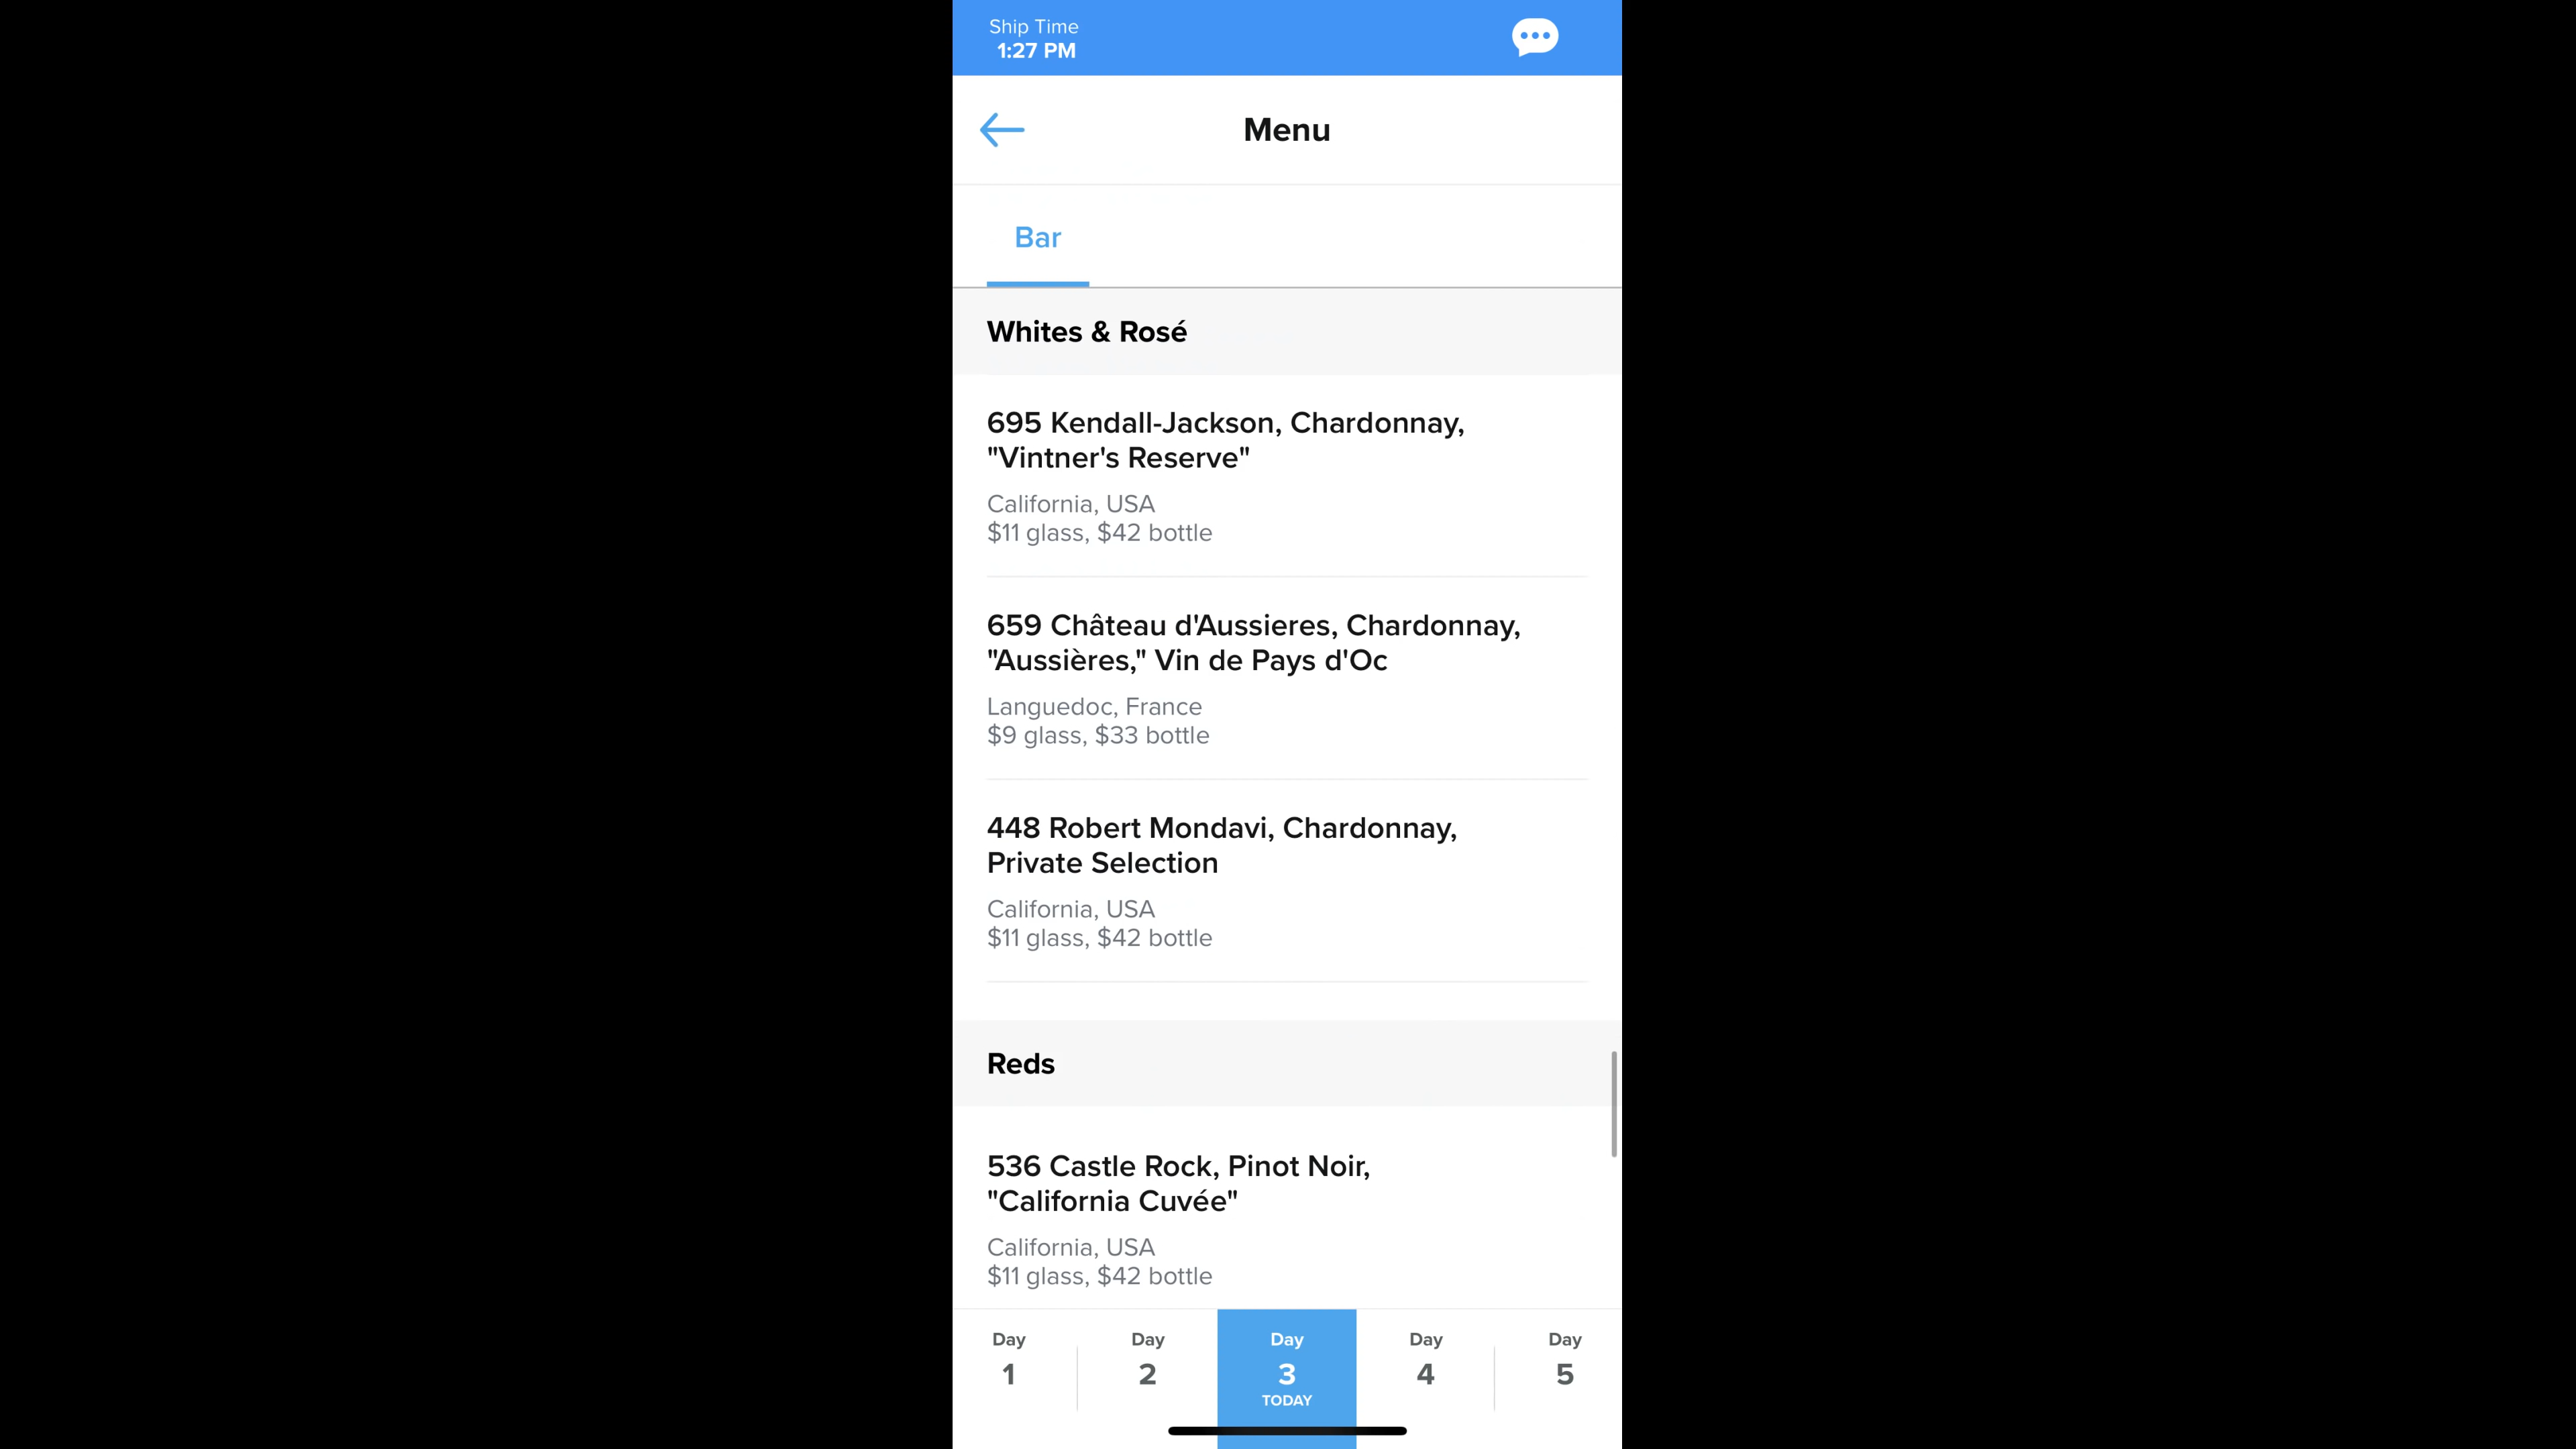 Ship Time
1:27 PM
Menu
Bar
Whites & Rosé
695 Kendall-Jackson, Chardonnay,
"Vintner's Reserve"
California, USA
$11 glass, $42 bottle
659 Château d'Aussieres, Chardonnay,
"Aussières," Vin de Pays d'Oc
Languedoc, France
$9 glass, $33 bottle
448 Robert Mondavi, Chardonnay,
Private Selection
California, USA
$11 glass, $42 bottle
Reds
536 Castle Rock, Pinot Noir,
"California Cuvée"
California, USA
$11 glass, $42 bottle
Day Day Day Day Day
1 2 3 4 5
TODAY